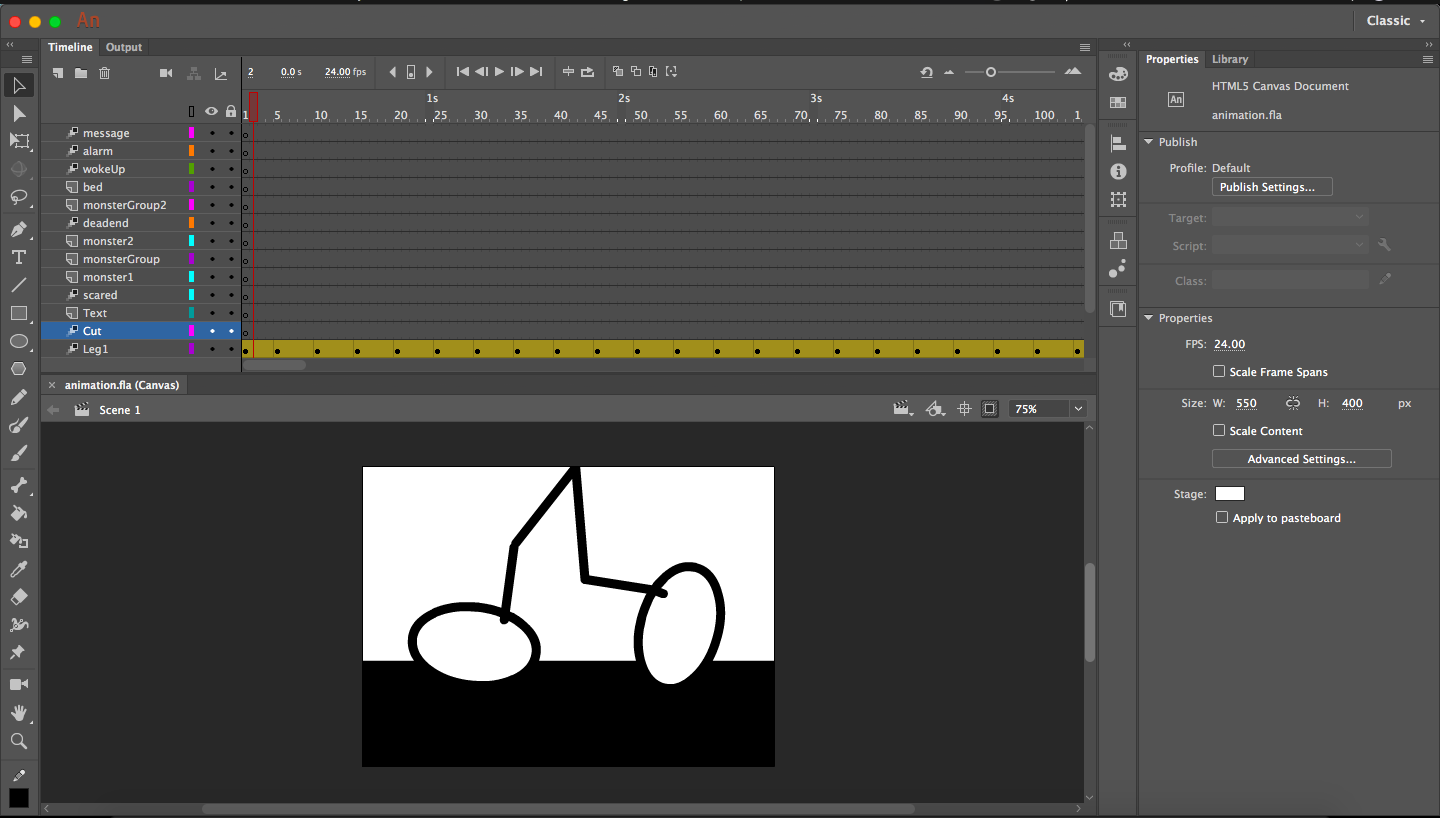 An
Classic
Timeline Output
2 0.0 s 24.00 fps
1s 2s 3s 4s
1 5 10 15 20 25 30 35 40 45 50 55 60 65 70 75 80 85 90 95 100 1
message
alarm
wokeUp
bed
monsterGroup2
deadend
monster2
monsterGroup
monster1
scared
Text
Cut
Leg1
animation.fla (Canvas)
Scene 1
75%
Properties Library
An
HTML5 Canvas Document
animation.fla
Publish
Profile: Default
Publish Settings...
Target:
Script:
Class:
Properties
FPS: 24.00
Scale Frame Spans
Size: W: 550 H: 400 px
Scale Content
Advanced Settings...
Stage:
Apply to pasteboard